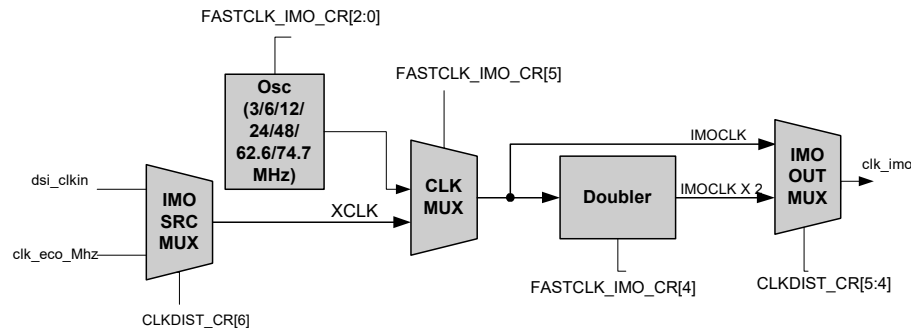 FASTCLK_IMO_CR[2:0]
Osc
(3/6/12/
24/48/
62.6/74.7
MHz)
FASTCLK_IMO_CR[5]
dsi_clkin
IMO
SRC
MUX
clk_eco_Mhz
XCLK
CLK
MUX
IMOCLK
Doubler
IMOCLK X 2
IMO
OUT
MUX
clk_imo
CLKDIST_CR[6]
FASTCLK_IMO_CR[4]
CLKDIST_CR[5:4]